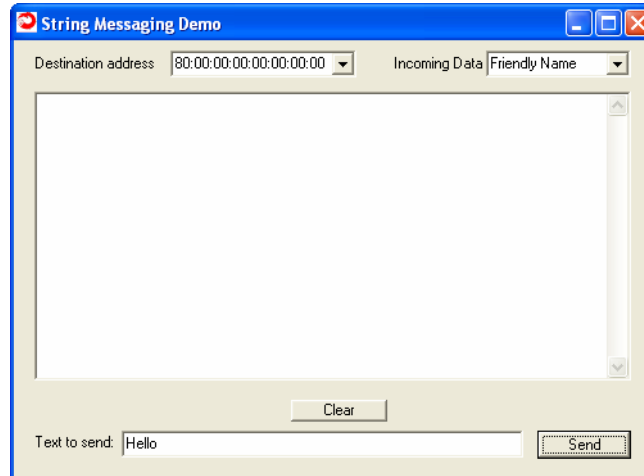 String Messaging Demo
Destination address 80:00:00:00:00:00:00:00 Incoming Data Friendly Name
Clear
Text to send: Hello Send